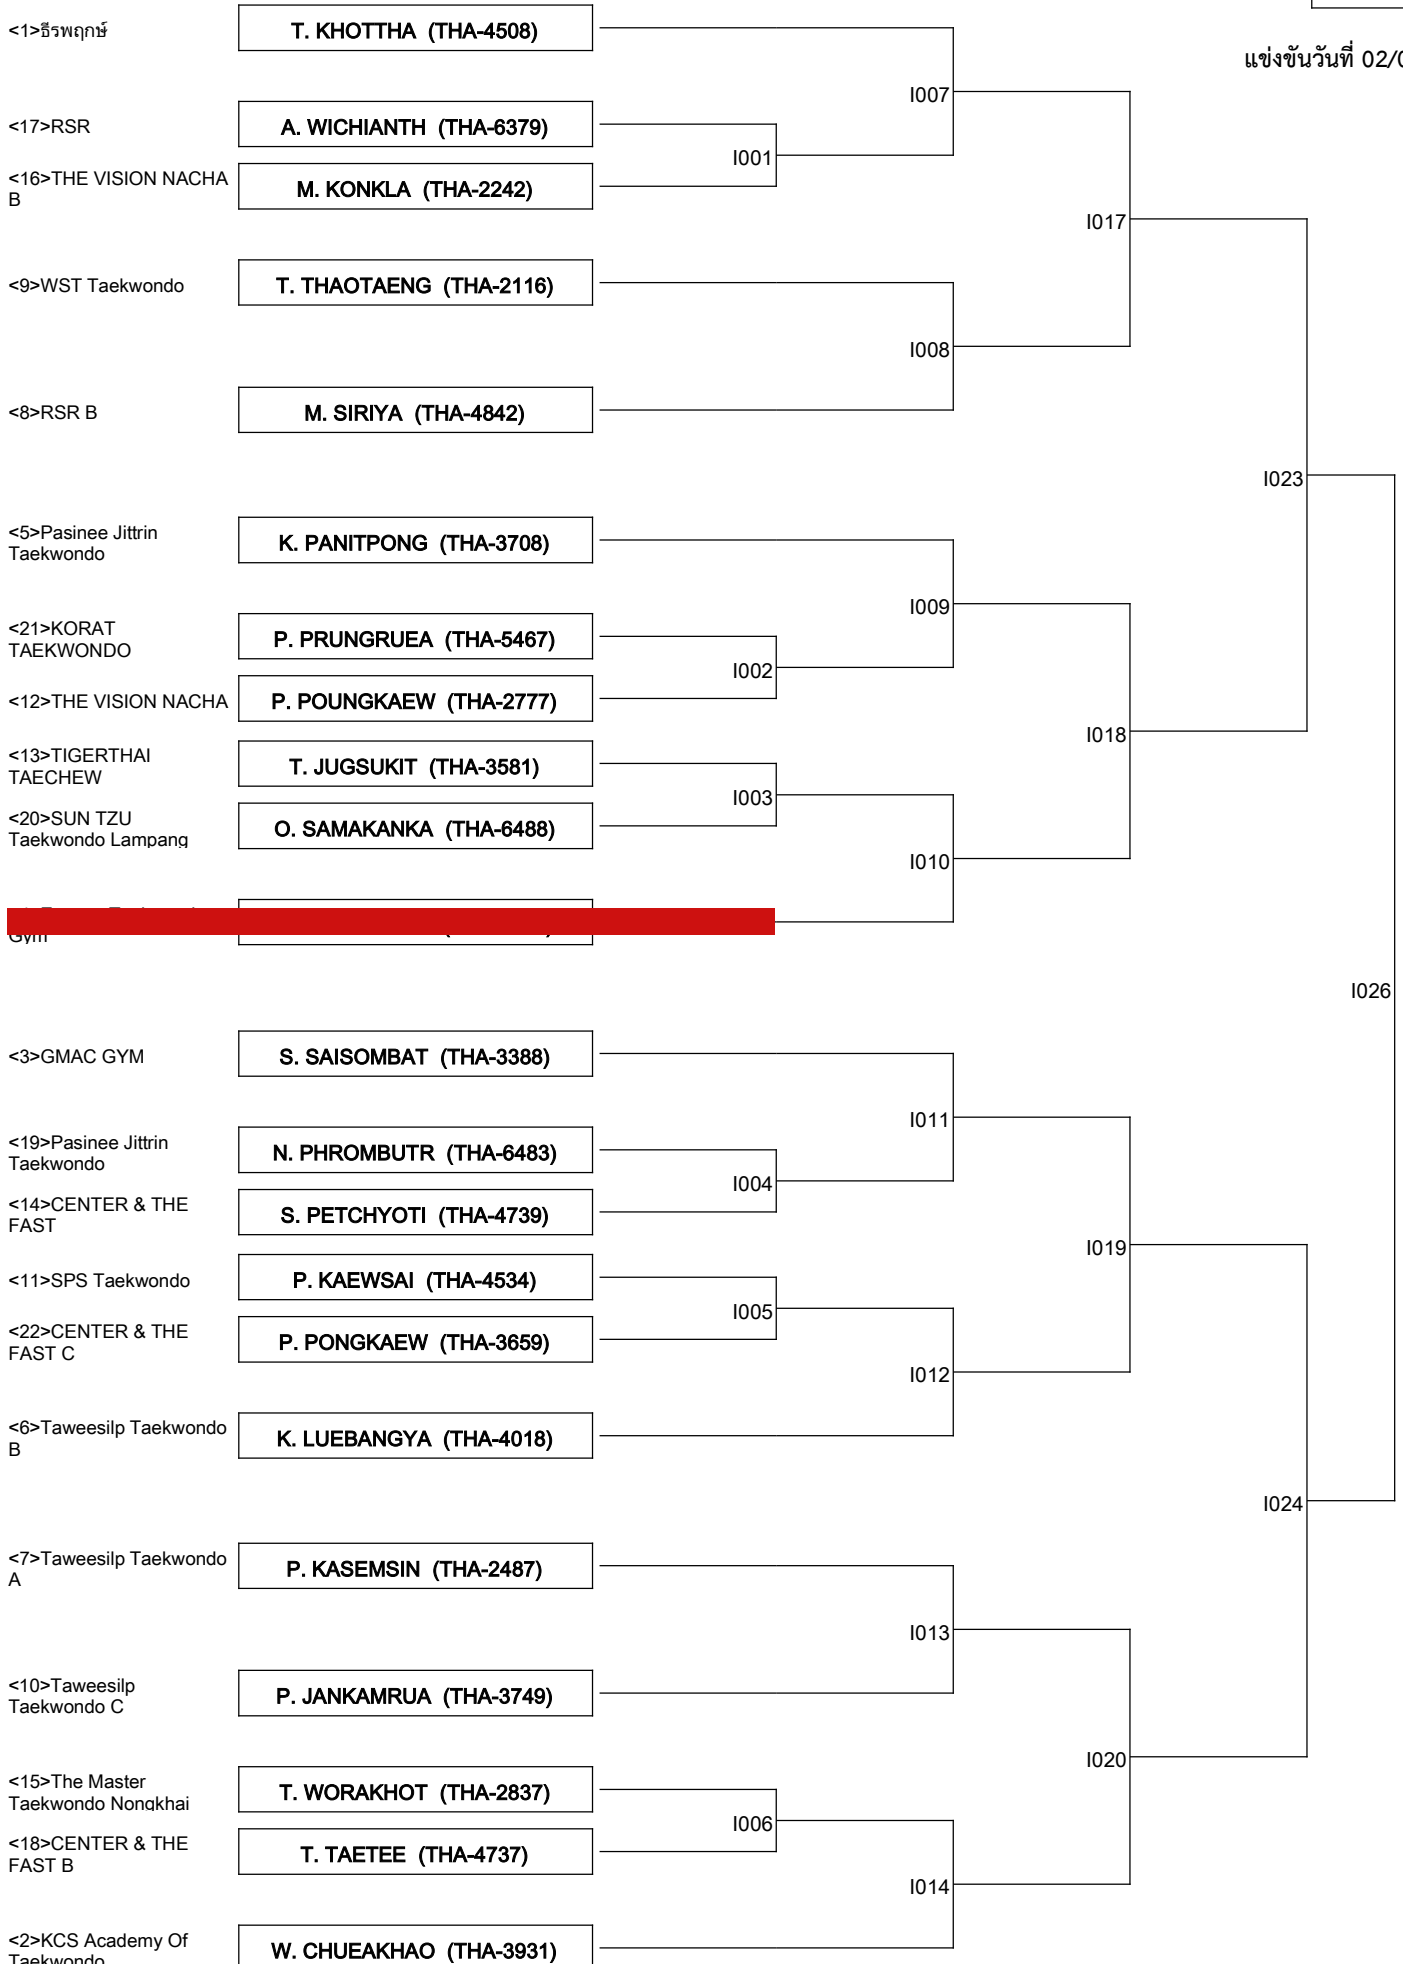 <1>ธีรพฤกษ์ T. KHOTTHA (THA-4508)
แข่งขันวันที่ 02/0
I007
<17>RSR A. WICHIANTH (THA-6379)
I001
<16>THE VISION NACHA
B
M. KONKLA (THA-2242)
I017
<9>WST Taekwondo T. THAOTAENG (THA-2116)
I008
<8>RSR B M. SIRIYA (THA-4842)
I023
<5>Pasinee Jittrin
Taekwondo
K. PANITPONG (THA-3708)
I009
<21>KORAT
TAEKWONDO
P. PRUNGRUEA (THA-5467)
I002
<12>THE VISION NACHA P. POUNGKAEW (THA-2777)
I018
<13>TIGERTHAI
TAECHEW
T. JUGSUKIT (THA-3581)
I003
<20>SUN TZU
Taekwondo Lampang
O. SAMAKANKA (THA-6488)
I010
Gym
I026
<3>GMAC GYM S. SAISOMBAT (THA-3388)
I011
<19>Pasinee Jittrin
Taekwondo
N. PHROMBUTR (THA-6483)
I004
<14>CENTER & THE
FAST
S. PETCHYOTI (THA-4739)
I019
<11>SPS Taekwondo P. KAEWSAI (THA-4534)
I005
<22>CENTER & THE
FAST C
P. PONGKAEW (THA-3659)
I012
<6>Taweesilp Taekwondo
B
K. LUEBANGYA (THA-4018)
I024
<7>Taweesilp Taekwondo
A
P. KASEMSIN (THA-2487)
I013
<10>Taweesilp
Taekwondo C
P. JANKAMRUA (THA-3749)
I020
<15>The Master
Taekwondo Nongkhai
T. WORAKHOT (THA-2837)
I006
<18>CENTER & THE
FAST B
T. TAETEE (THA-4737)
I014
<2>KCS Academy Of
Taekwondo
W. CHUEAKHAO (THA-3931)